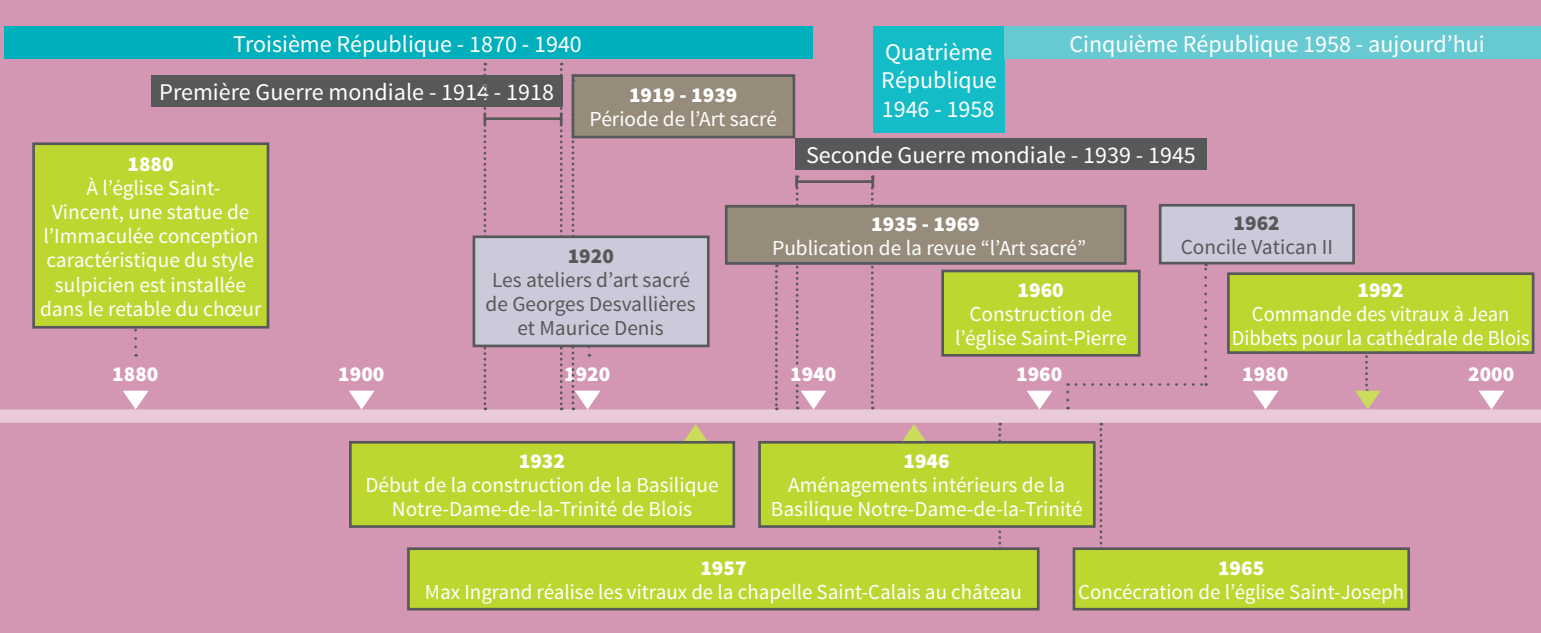 Troisième République - 1870 - 1940
Quatrième
République
1946 - 1958
Cinquième République 1958 - aujourd’hui
Première Guerre mondiale - 1914 - 1918
1919 - 1939
Période de l’Art sacré
Seconde Guerre mondiale - 1939 - 1945
1880
À l’église Saint-
Vincent, une statue de
l’Immaculée conception
caractéristique du style
sulpicien est installée
dans le retable du chœur
1920
Les ateliers d’art sacré
de Georges Desvallières
et Maurice Denis
1935 - 1969
Publication de la revue “l’Art sacré”
1962
Concile Vatican II
1960
Construction de
l’église Saint-Pierre
1992
Commande des vitraux à Jean
Dibbets pour la cathédrale de Blois
1880
1900
1920
1940
1960
1980
2000
1932
Début de la construction de la Basilique
Notre-Dame-de-la-Trinité de Blois
1946
Aménagements intérieurs de la
Basilique Notre-Dame-de-la-Trinité
1957
Max Ingrand réalise les vitraux de la chapelle Saint-Calais au château
1965
Concécration de l’église Saint-Joseph